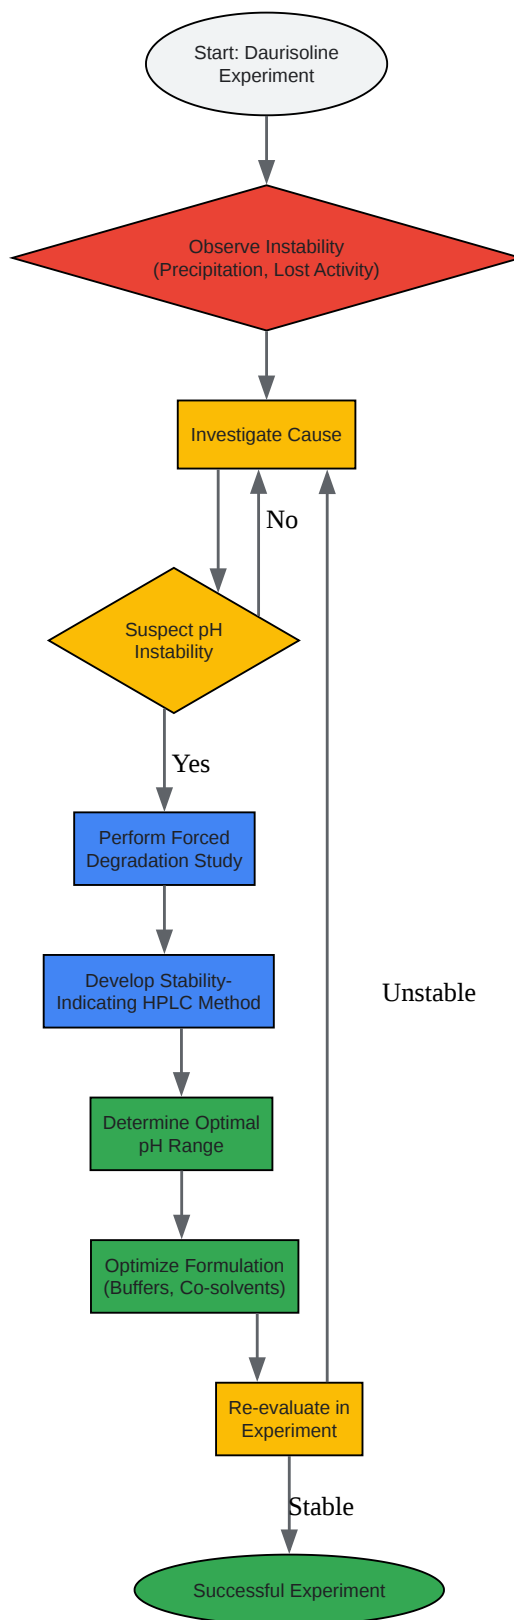 Start: Daurisoline
Experiment
Observe Instability
(Precipitation, Lost Activity)
Investigate Cause
No
Suspect pH
Instability
Yes
Perform Forced
Degradation Study
Develop Stability-
Indicating HPLC Method
Unstable
Determine Optimal
pH Range
Optimize Formulation
(Buffers, Co-solvents)
Re-evaluate in
Experiment
Stable
Successful Experiment